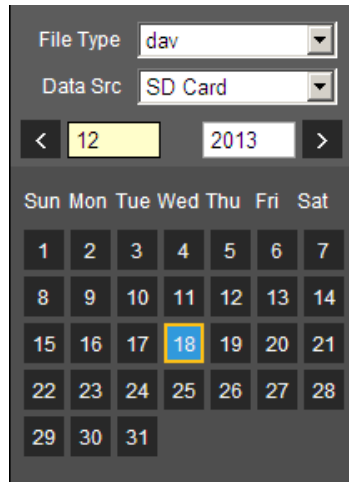 File Type dav
Data Src SD Card
< 12 2013 >
Sun Mon Tue Wed Thu Fri Sat
1 2 3 4 5 6 7
8 9 10 11 12 13 14
15 16 17 18 19 20 21
22 23 24 25 26 27 28
29 30 31